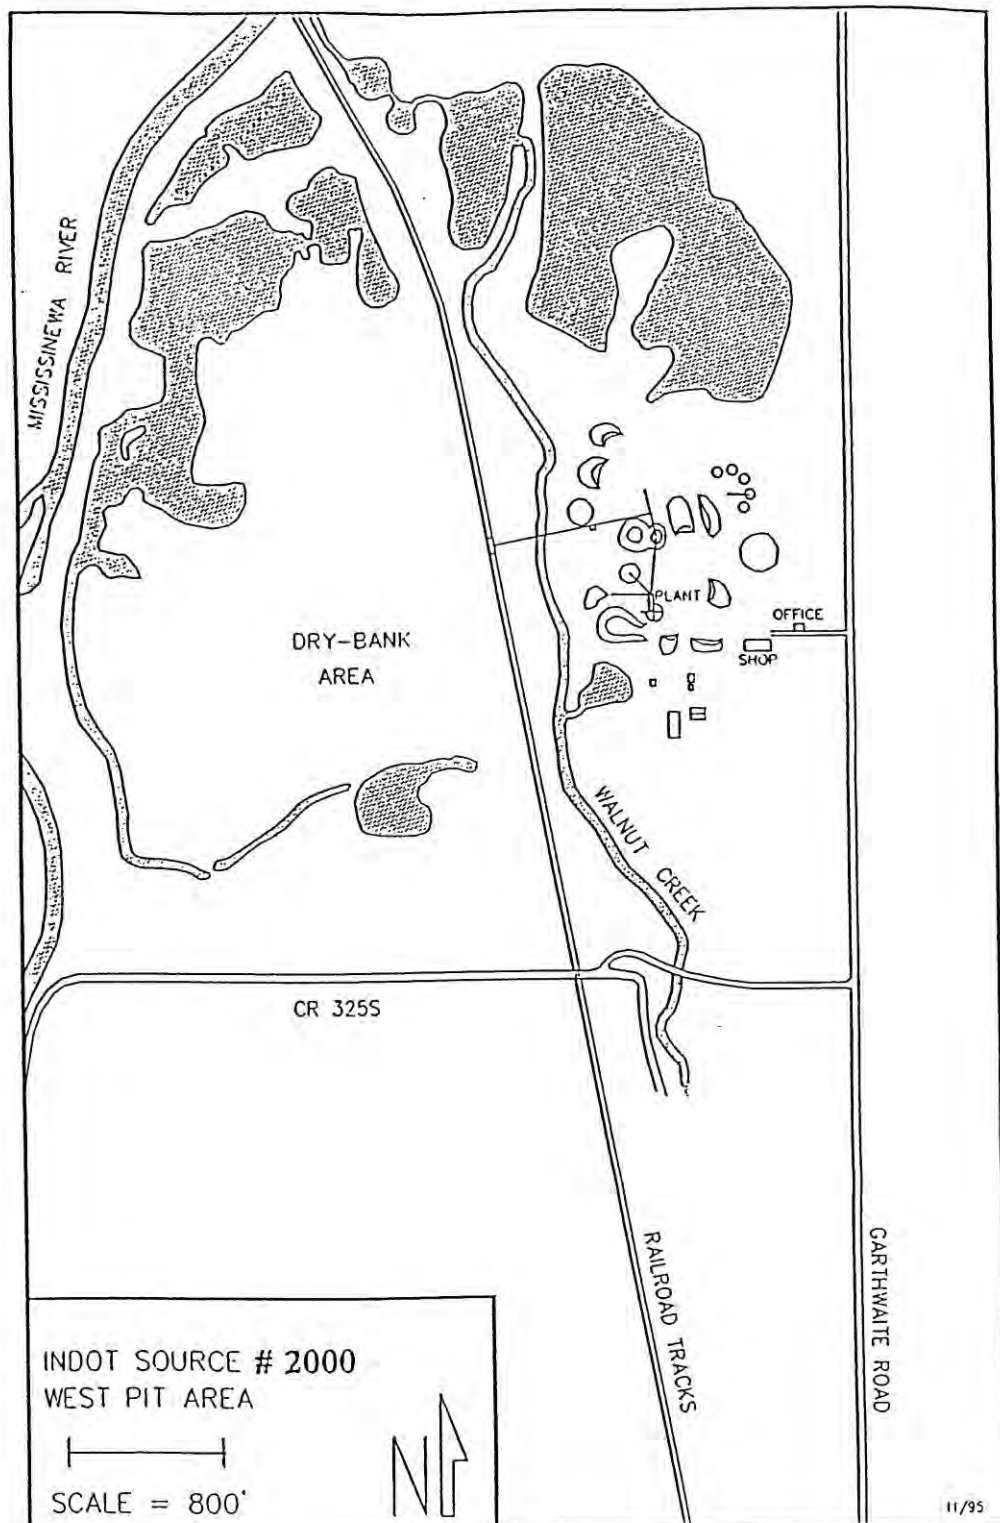 MISSISSINEWA RIVER
PLANT
OFFICE
SHOP
DRY-BANK
AREA
WALNUT CREEK
CR 325S
RAILROAD TRACKS
GARTHWAITE ROAD
INDOT SOURCE # 2000
WEST PIT AREA
N
SCALE = 800'
11/95